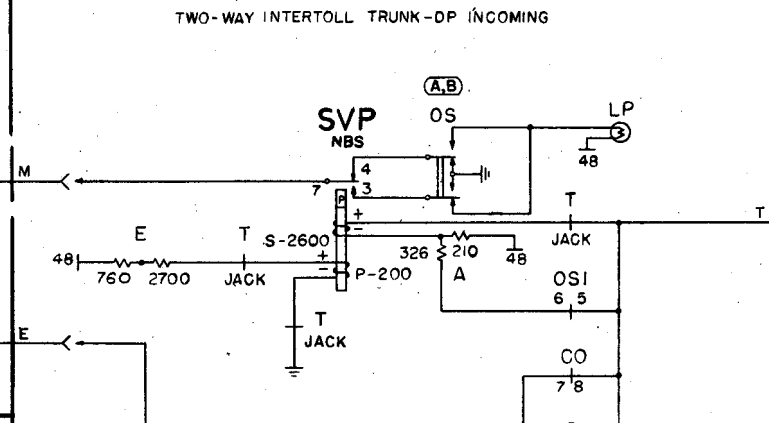 TWO-WAY INTERTOLL TRUNK-DP INCOMING
A,B
SVP
NBS
OS
LP
M
4
48
7
3
P
T
+
T
E
T
S-2600
-
JACK
326
210
48
48
+
760
2700
JACK
-
P-200
A
OS1
6 5
T
JACK
E
CO
7 8